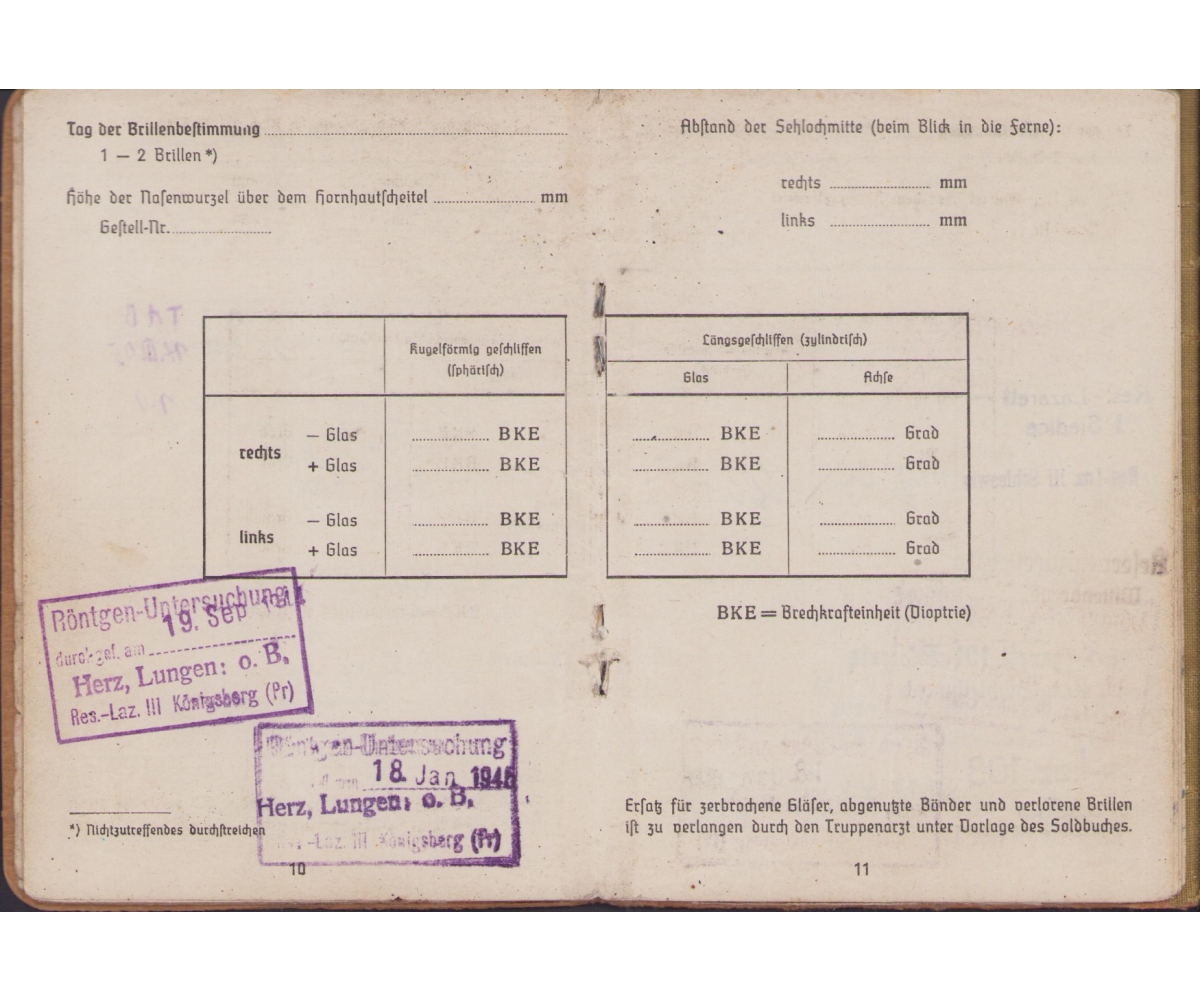 Tag der Brillenbestimmung
1 — 2 Brillen *)
Höhe der Nasenwurzel über dem Hornhautscheitel mm
Gestell-Nr.
Kugelförmig geschliffen
(sphärisch)
rechts
— Glas BKE
+ Glas BKE
links
— Glas BKE
+ Glas BKE
Röntgen-Untersuchung
19. Sep
durchgef. am
Herz, Lungen: o. B.
Res.-Laz. III Königsberg (Pr)
Röntgen-Untersuchung
am 18. Jan 1945
Herz, Lungen: o. B.
Res.-Laz. III Königsberg (Pr)
*) Nichtzutreffendes durchstreichen
10
Abstand der Sehlochmitte (beim Blick in die Ferne):
rechts mm
links mm
Längsgeschliffen (zylindrisch)
Glas Achse
BKE Grad
BKE Grad
BKE Grad
BKE Grad
BKE = Brechkrafteinheit (Dioptrie)
Ersatz für zerbrochene Gläser, abgenutzte Bänder und verlorene Brillen
ist zu verlangen durch den Truppenarzt unter Vorlage des Soldbuches.
11